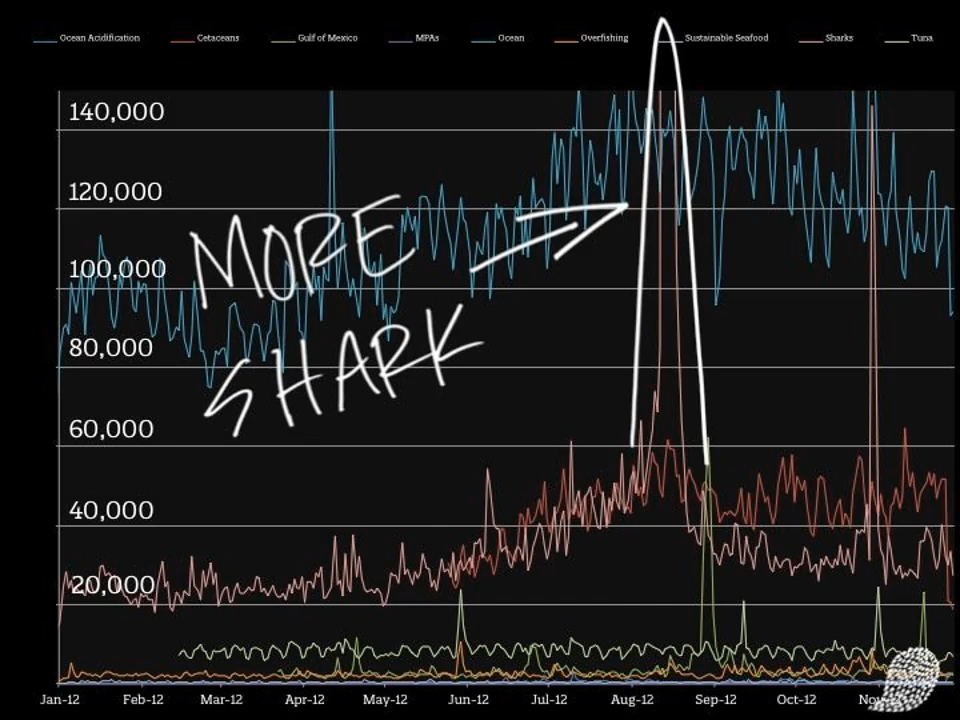 Ocean Acidification Cetaceans Gulf of Mexico MPAs Ocean Overfishing Sustainable Seafood Sharks Tuna
140,000
120,000
100,000
80,000
60,000
40,000
20,000
MORE
SHARK
Jan-12 Feb-12 Mar-12 Apr-12 May-12 Jun-12 Jul-12 Aug-12 Sep-12 Oct-12